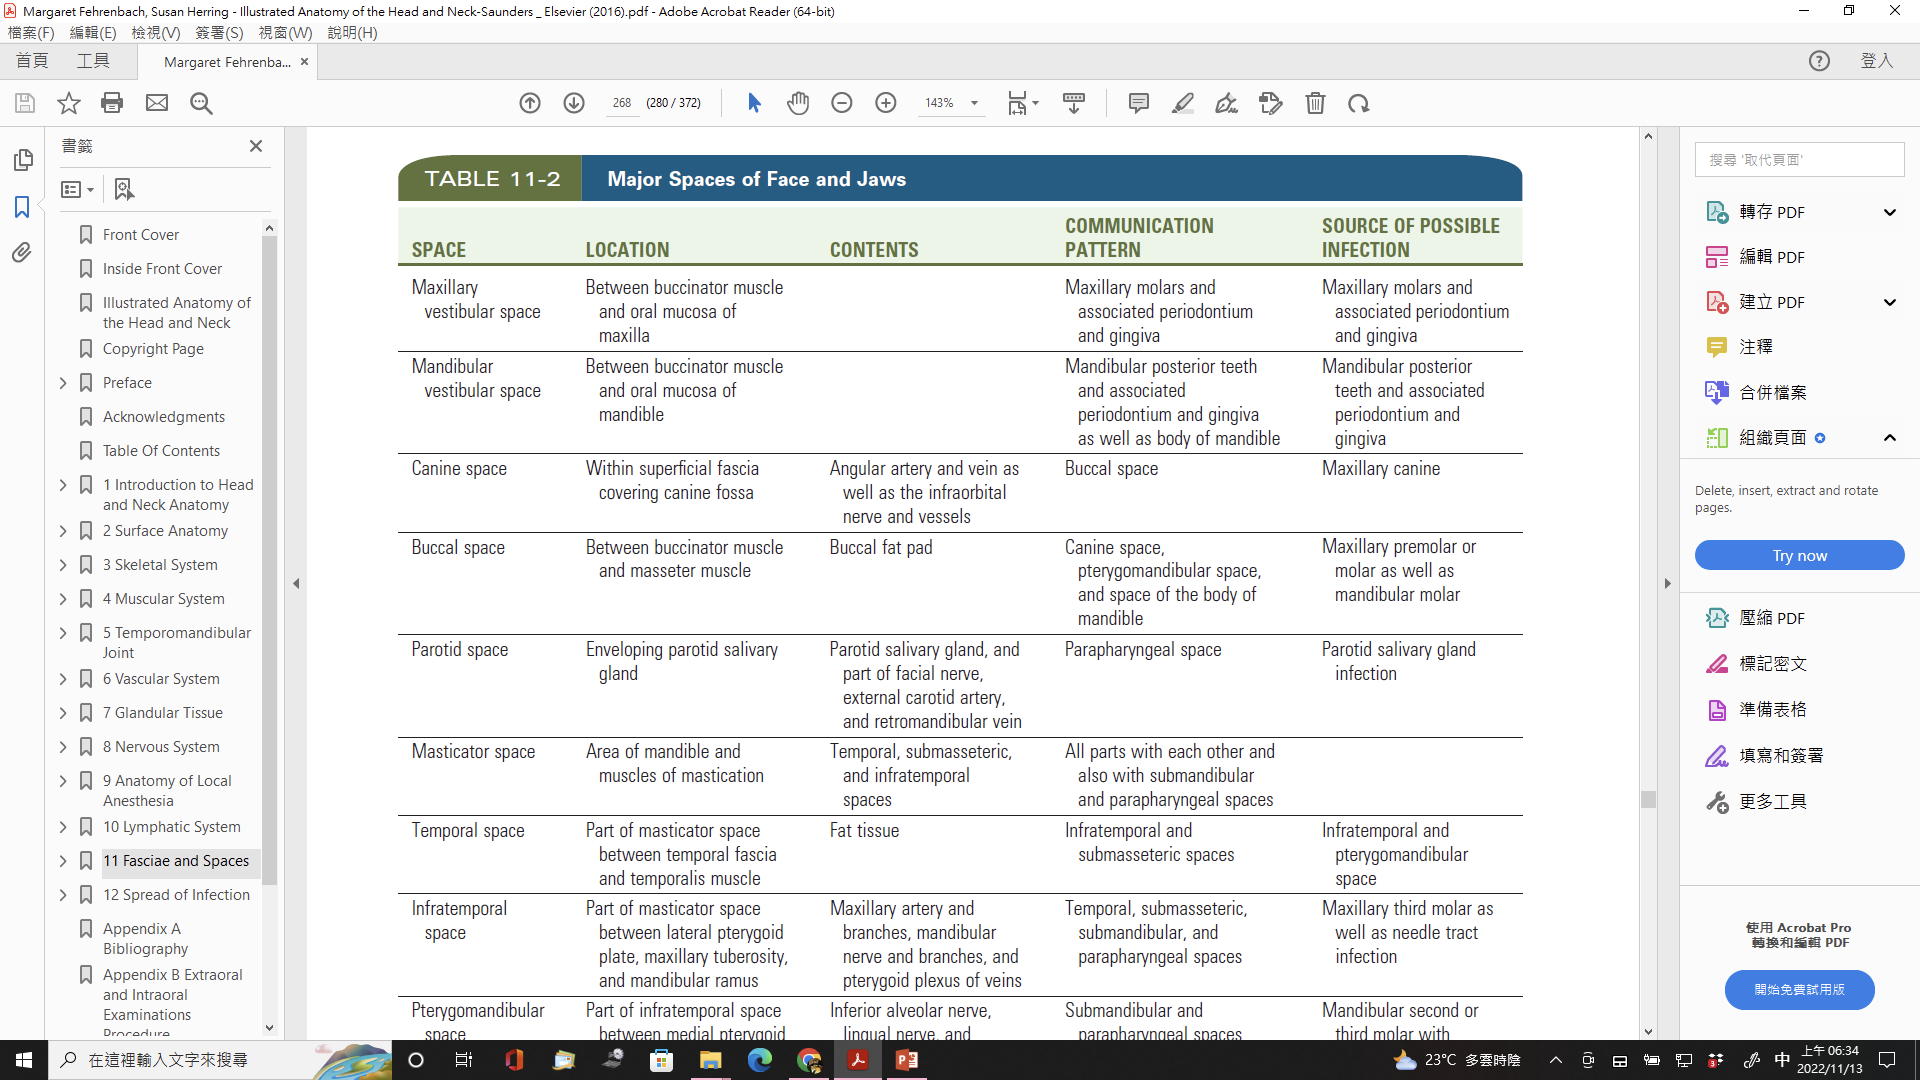 Margaret Fehrenbach, Susan Herring - Illustrated Anatomy of the Head and Neck-Saunders _ Elsevier (2016).pdf - Adobe Acrobat Reader (64-bit)
檔案(F) 編輯(E) 檢視(V) 簽署(S) 視窗(W) 說明(H)
首頁 工具 Margaret Fehrenba... 登入
268 (280 / 372) 143%
書籤
Front Cover
Inside Front Cover
Illustrated Anatomy of
the Head and Neck
Copyright Page
Preface
Acknowledgments
Table Of Contents
1 Introduction to Head
and Neck Anatomy
2 Surface Anatomy
3 Skeletal System
4 Muscular System
5 Temporomandibular
Joint
6 Vascular System
7 Glandular Tissue
8 Nervous System
9 Anatomy of Local
Anesthesia
10 Lymphatic System
11 Fasciae and Spaces
12 Spread of Infection
Appendix A
Bibliography
Appendix B Extraoral
and Intraoral
Examinations
Procedure
TABLE 11-2 Major Spaces of Face and Jaws
SPACE LOCATION CONTENTS COMMUNICATION PATTERN SOURCE OF POSSIBLE INFECTION
Maxillary Between buccinator muscle Maxillary molars and Maxillary molars and
vestibular space and oral mucosa of associated periodontium associated periodontium
maxilla and gingiva and gingiva
Mandibular Between buccinator muscle Mandibular posterior teeth Mandibular posterior
vestibular space and oral mucosa of and associated teeth and associated
mandible periodontium and gingiva periodontium and
as well as body of mandible gingiva
Canine space Within superficial fascia Angular artery and vein as Buccal space Maxillary canine
covering canine fossa well as the infraorbital
nerve and vessels
Buccal space Between buccinator muscle Buccal fat pad Canine space, Maxillary premolar or
and masseter muscle pterygomandibular space, molar as well as
and space of the body of mandibular molar
mandible
Parotid space Enveloping parotid salivary Parotid salivary gland, and Parapharyngeal space Parotid salivary gland
gland part of facial nerve, infection
external carotid artery,
and retromandibular vein
Masticator space Area of mandible and Temporal, submasseteric, All parts with each other and
muscles of mastication and infratemporal also with submandibular
spaces and parapharyngeal spaces
Temporal space Part of masticator space Fat tissue Infratemporal and Infratemporal and
between temporal fascia submasseteric spaces pterygomandibular
and temporalis muscle space
Infratemporal Part of masticator space Maxillary artery and Temporal, submasseteric, Maxillary third molar as
space between lateral pterygoid branches, mandibular submandibular, and well as needle tract
plate, maxillary tuberosity, nerve and branches, and parapharyngeal spaces infection
and mandibular ramus pterygoid plexus of veins
Pterygomandibular Part of infratemporal space Inferior alveolar nerve, Submandibular and Mandibular second or
space between medial pterygoid lingual nerve, and parapharyngeal spaces third molar with
搜尋 '取代頁面'
轉存 PDF
編輯 PDF
建立 PDF
注釋
合併檔案
組織頁面
Delete, insert, extract and rotate
pages.
Try now
壓縮 PDF
標記密文
準備表格
填寫和簽署
更多工具
使用 Acrobat Pro
轉換和編輯 PDF
開始免費試用版
在這裡輸入文字來搜尋 23°C 多雲時陰 中 上午 06:34
2022/11/13